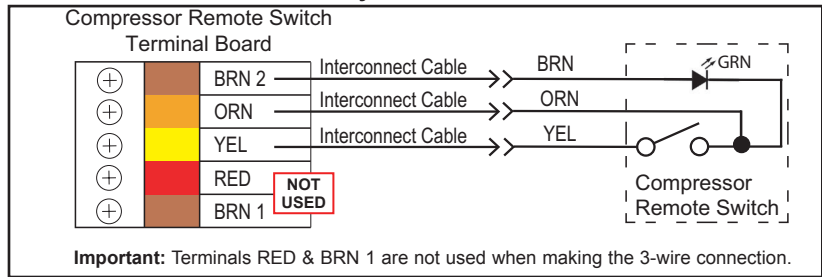 Compressor Remote Switch
Terminal Board
BRN 2 Interconnect Cable BRN GRN
ORN Interconnect Cable ORN
YEL Interconnect Cable YEL
RED
NOT
USED
BRN 1
Compressor
Remote Switch
Important: Terminals RED & BRN 1 are not used when making the 3-wire connection.